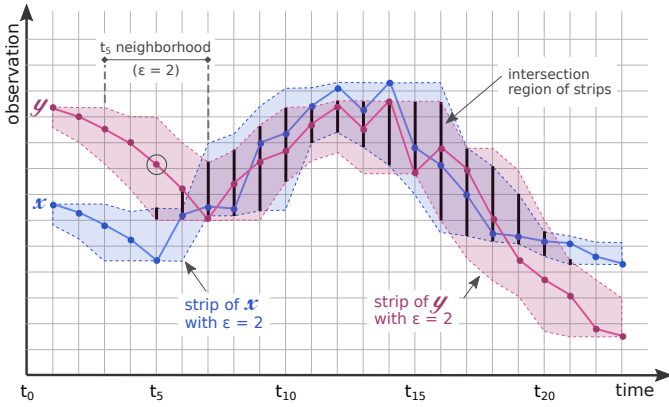 t₅ neighborhood
(ε = 2)
observation
intersection
region of strips
y
x
strip of x
with ε = 2
strip of y
with ε = 2
t₀
t₅
t₁₀
t₁₅
t₂₀
time